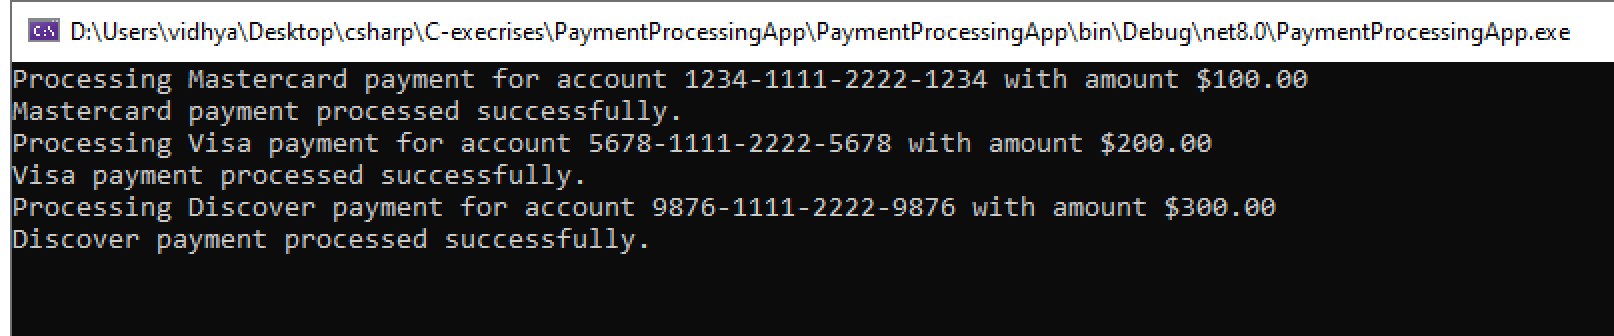 D:\Users\vidhya\Desktop\csharp\C-execrises\PaymentProcessingApp\PaymentProcessingApp\bin\Debug\net8.0\PaymentProcessingApp.exe
Processing Mastercard payment for account 1234-1111-2222-1234 with amount $100.00
Mastercard payment processed successfully.
Processing Visa payment for account 5678-1111-2222-5678 with amount $200.00
Visa payment processed successfully.
Processing Discover payment for account 9876-1111-2222-9876 with amount $300.00
Discover payment processed successfully.